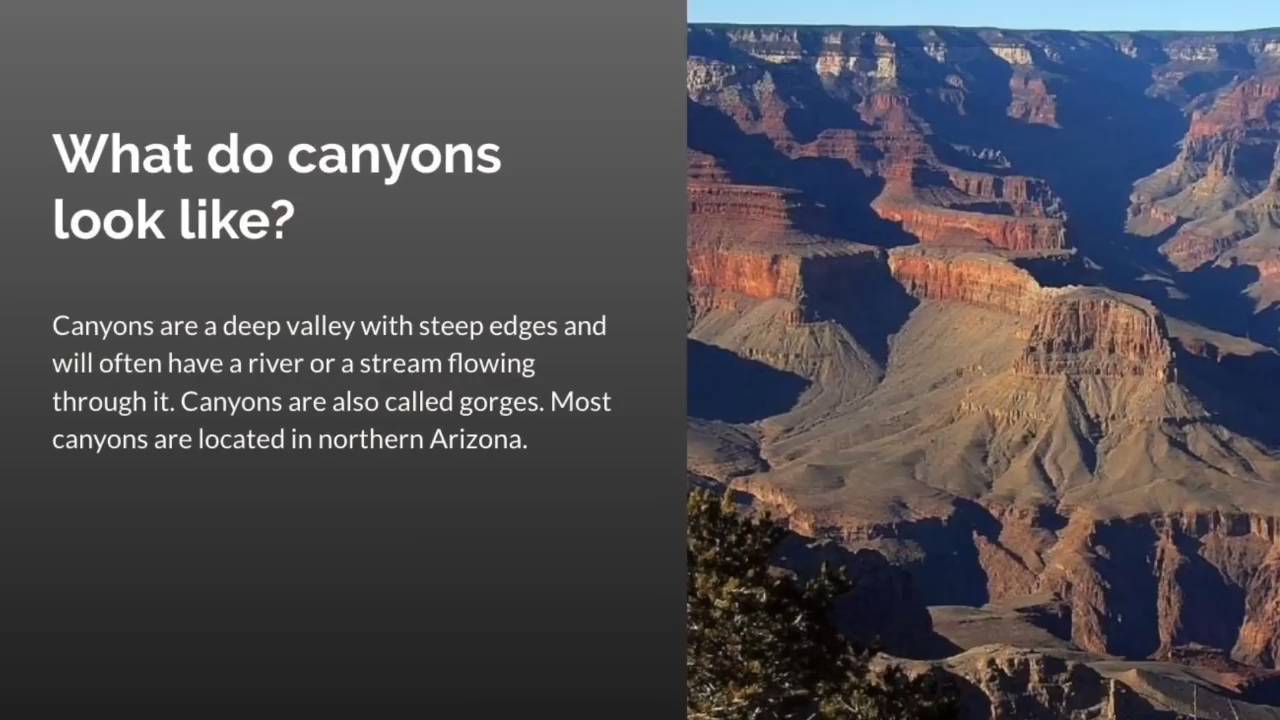 What do canyons
look like?
Canyons are a deep valley with steep edges and
will often have a river or a stream flowing
through it. Canyons are also called gorges. Most
canyons are located in northern Arizona.